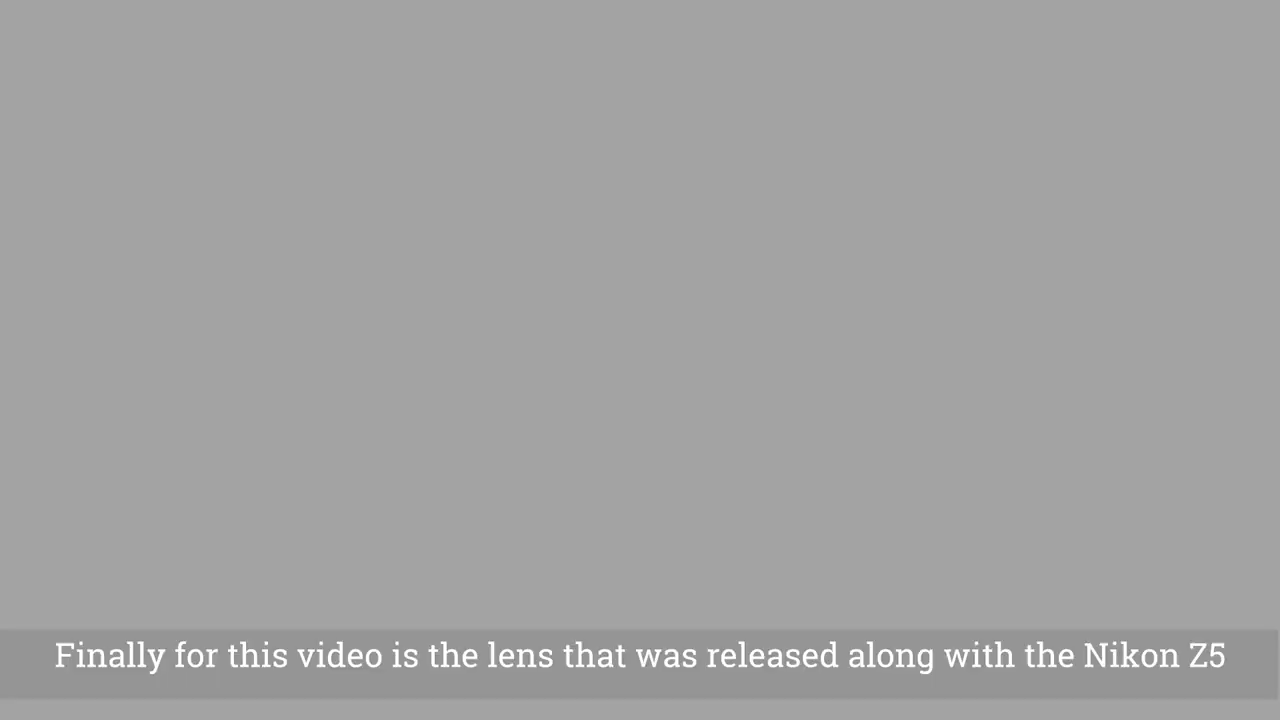 Finally for this video is the lens that was released along with the Nikon Z5